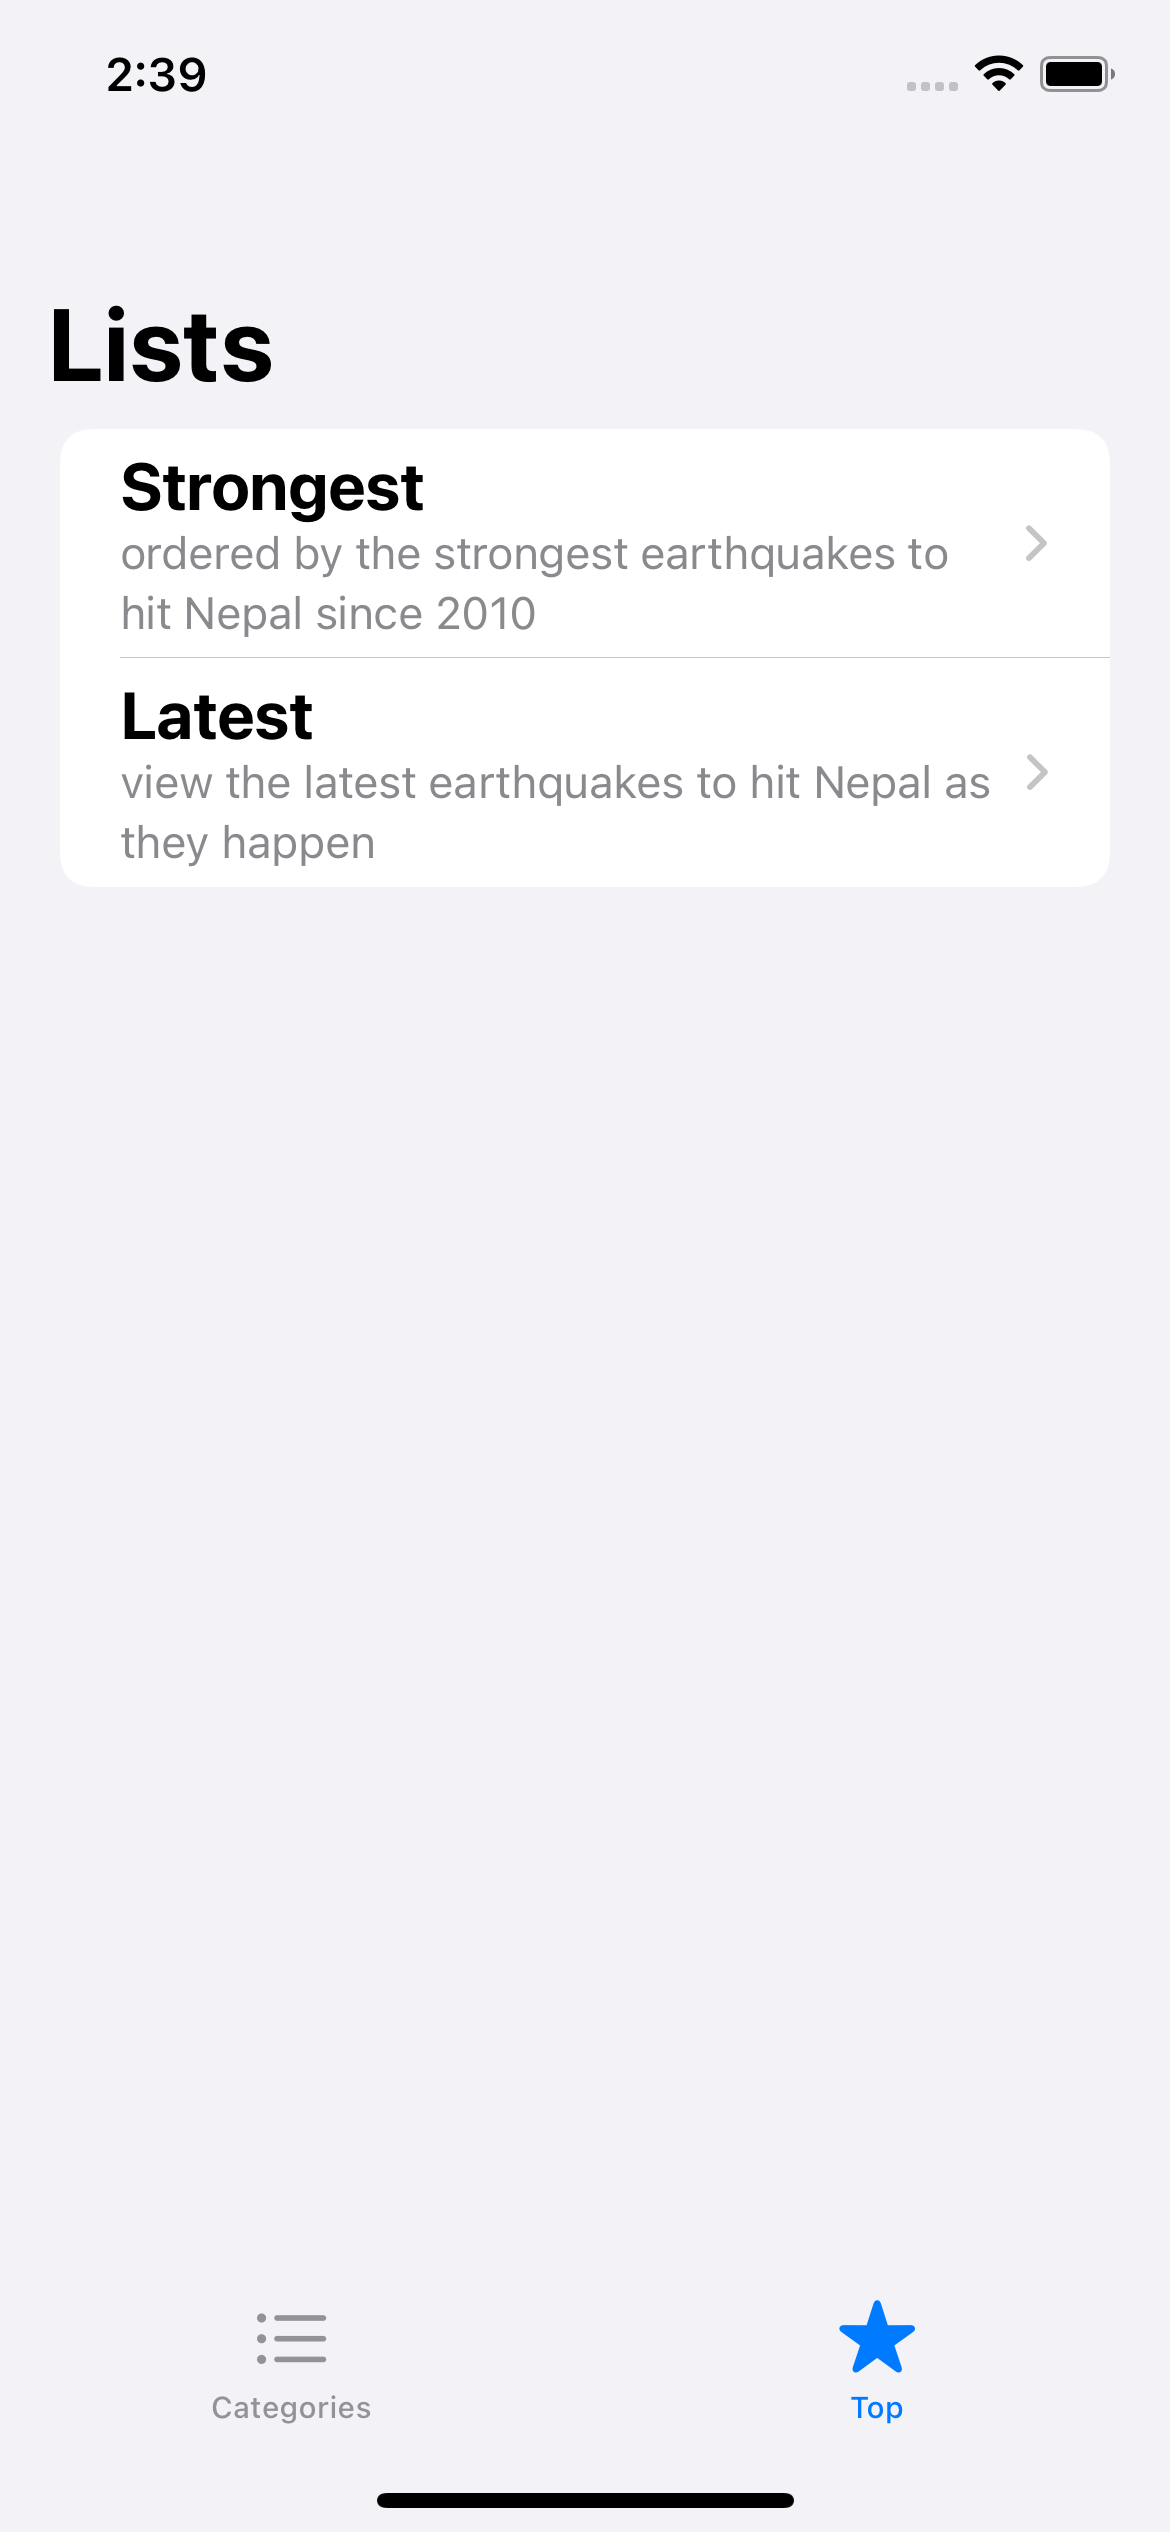 2:39
Lists
Strongest
ordered by the strongest earthquakes to
hit Nepal since 2010
Latest
view the latest earthquakes to hit Nepal as
they happen
Categories
Top